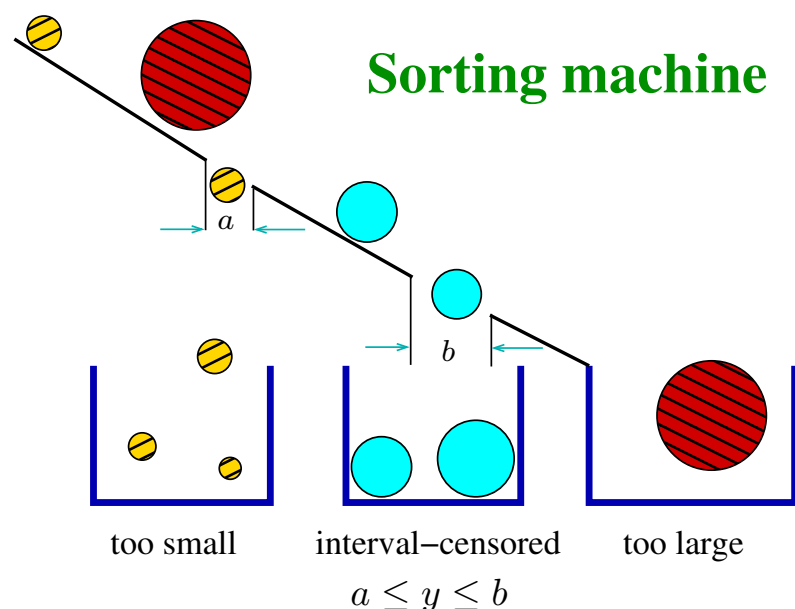 Sorting machine
a
b
too small
interval−censored
too large
a ≤ y ≤ b